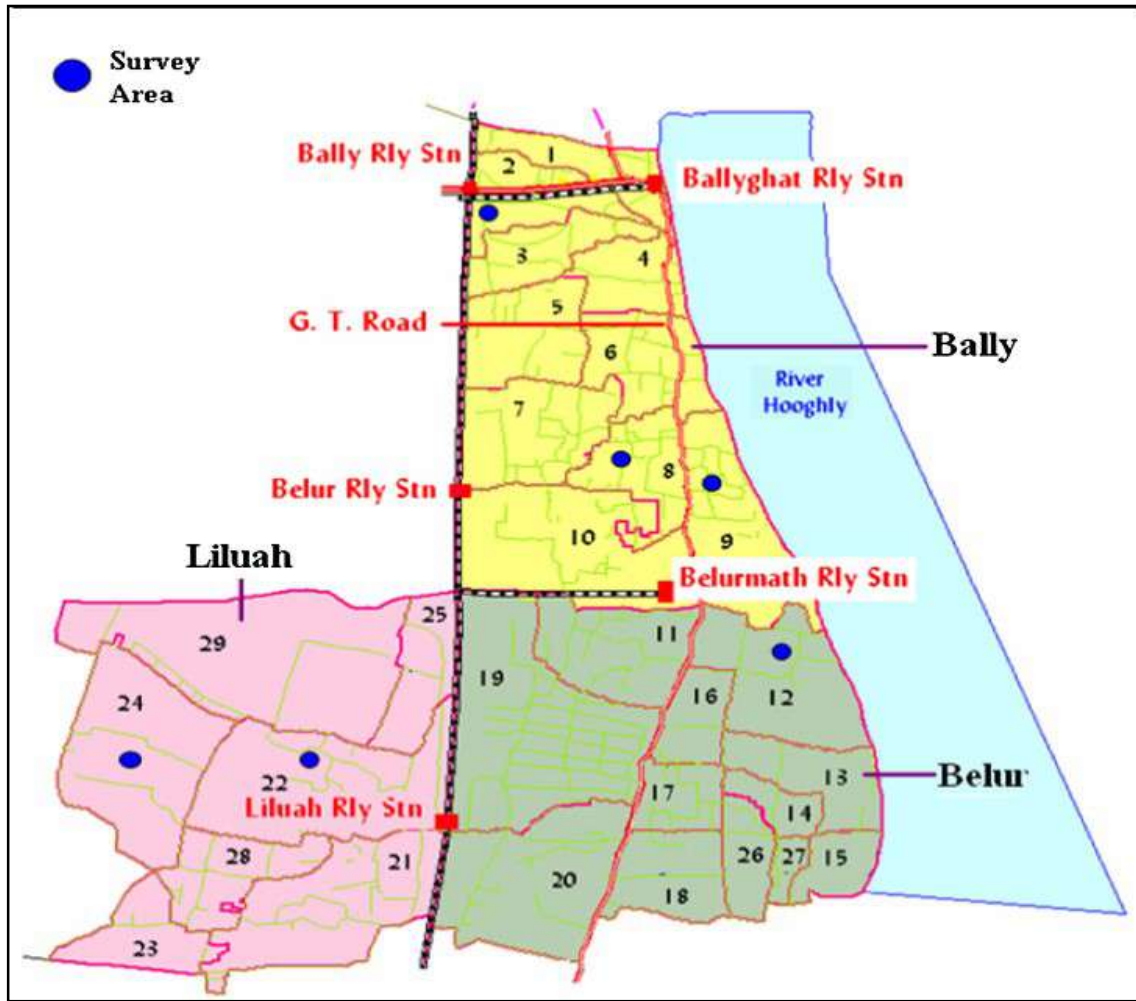 Survey
Area
Bally Rly Stn
1
2
Ballyghat Rly Stn
3
4
5
G. T. Road
6
Bally
River
Hooghly
7
8
Belur Rly Stn
9
10
Liluah
Belurmath Rly Stn
25
11
29
19
16
12
24
22
13
Belur
Liluah Rly Stn
17
14
28
21
26
27
15
20
18
23